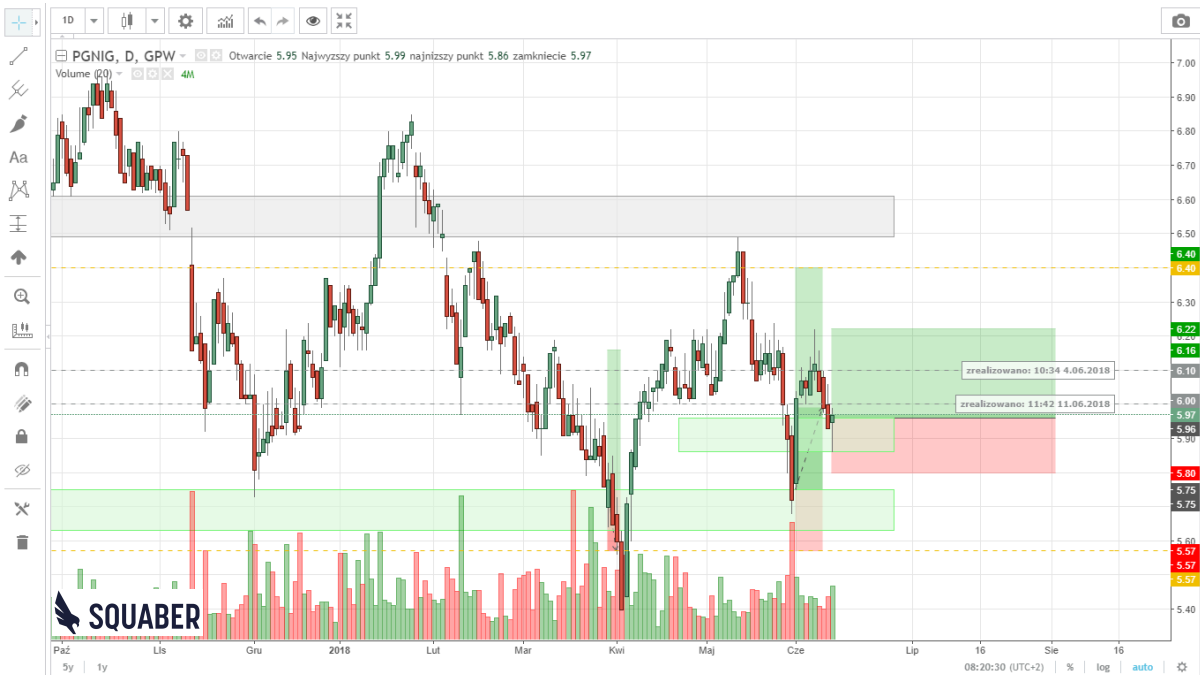 1D
PGNIG, D, GPW Otwarcie 5.95 Najwyzszy punkt 5.99 najniższy punkt 5.86 zamkniecie 5.97
Volume (20) 4M
Aa
7.00
6.90
6.80
6.70
6.60
6.50
6.40
6.40
6.30
6.22
6.20
6.16
zrealizowano: 10:34 4.06.2018 6.10
zrealizowano: 11:42 11.06.2018 6.00
5.97
5.96
5.90
5.80
5.75
5.75
5.60
5.57
5.57
5.57
5.40
SQUABER
Paź Lis Gru 2018 Lut Mar Kwi Maj Cze Lip 16 Sie 16
5y 1y 08:20:30 (UTC+2) % log auto